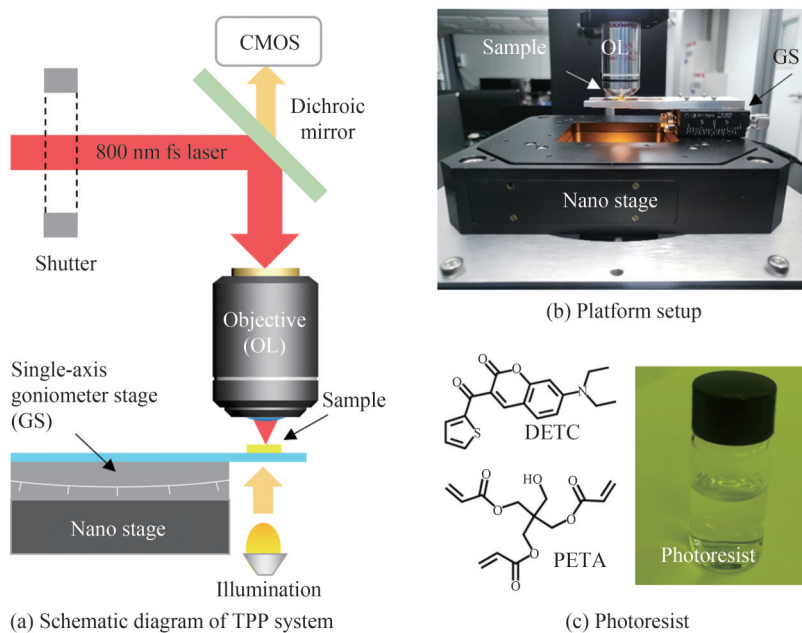 CMOS
Dichroic
mirror
800 nm fs laser
Shutter
Objective
(OL)
Single-axis
goniometer stage
(GS)
Sample
Nano stage
Illumination
(a) Schematic diagram of TPP system
Sample
OL
GS
Nano stage
(b) Platform setup
O
O
O
N
S
DETC
HO
O
O
O
O
O
O
PETA
Photoresist
(c) Photoresist